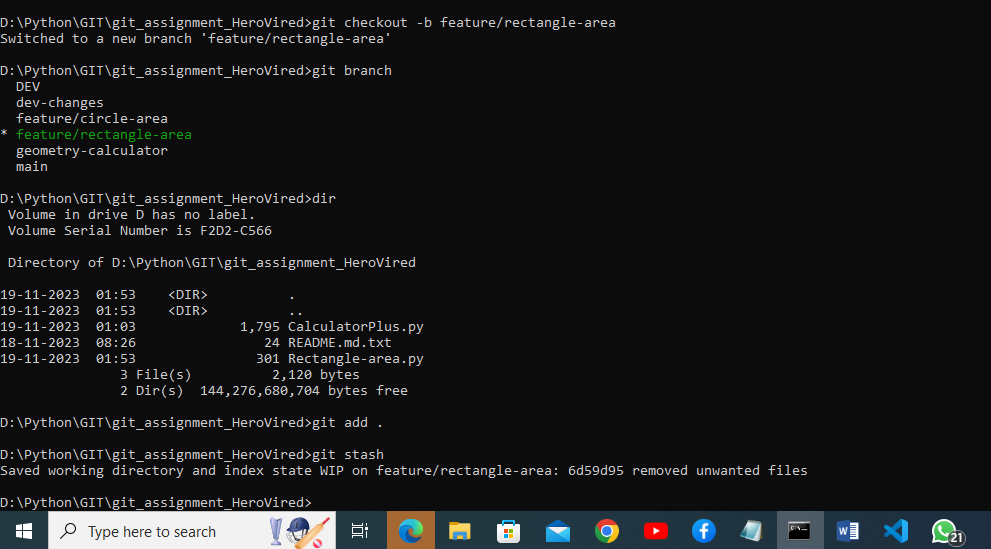 D:\Python\GIT\git_assignment_HeroVired>git checkout -b feature/rectangle-area
Switched to a new branch 'feature/rectangle-area'
D:\Python\GIT\git_assignment_HeroVired>git branch
  DEV
  dev-changes
  feature/circle-area
* feature/rectangle-area
  geometry-calculator
  main
D:\Python\GIT\git_assignment_HeroVired>dir
 Volume in drive D has no label.
 Volume Serial Number is F2D2-C566
 Directory of D:\Python\GIT\git_assignment_HeroVired
19-11-2023  01:53    <DIR>          .
19-11-2023  01:53    <DIR>          ..
19-11-2023  01:03             1,795 CalculatorPlus.py
18-11-2023  08:26                24 README.md.txt
19-11-2023  01:53               301 Rectangle-area.py
               3 File(s)          2,120 bytes
               2 Dir(s)  144,276,680,704 bytes free
D:\Python\GIT\git_assignment_HeroVired>git add .
D:\Python\GIT\git_assignment_HeroVired>git stash
Saved working directory and index state WIP on feature/rectangle-area: 6d59d95 removed unwanted files
D:\Python\GIT\git_assignment_HeroVired>
Type here to search
21